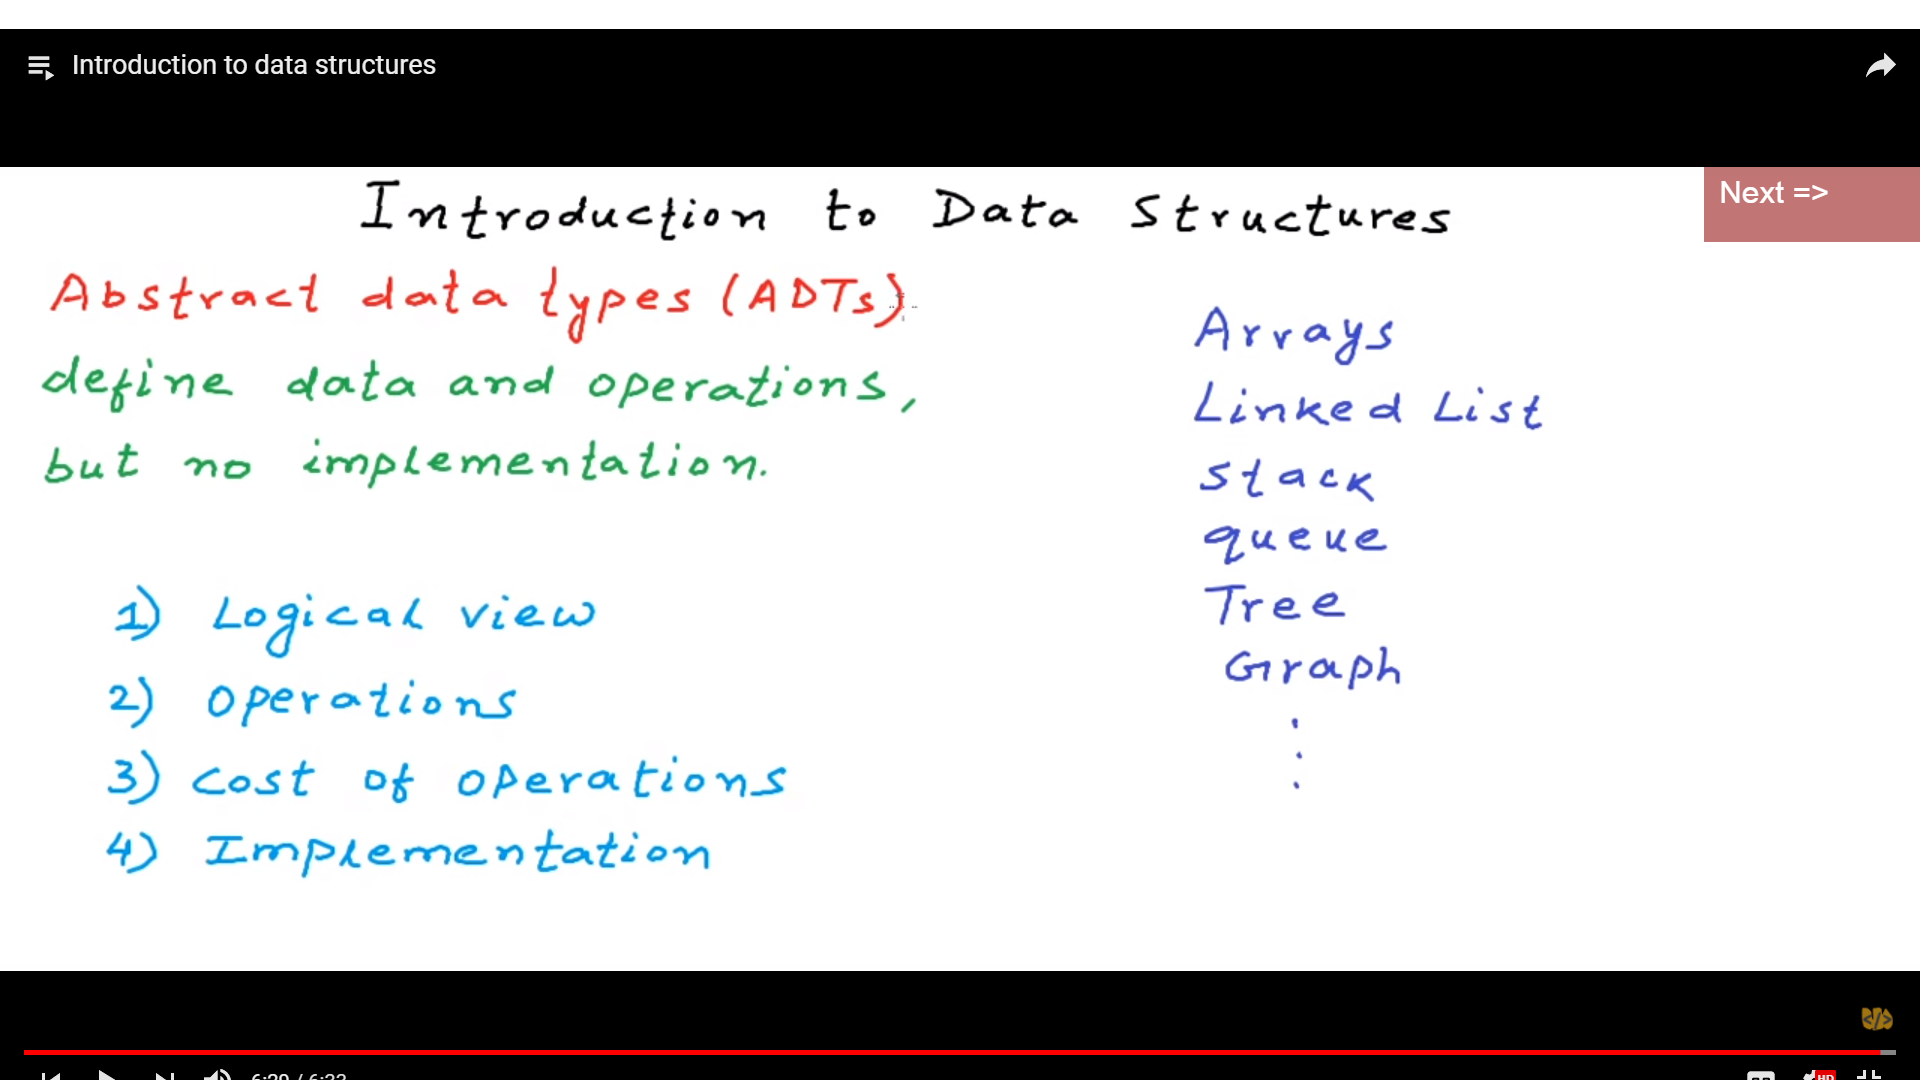 Introduction to data structures
Introduction to Data Structures
Next =>
Abstract data types (ADTs)
define data and operations,
but no implementation.
1) Logical view
2) operations
3) cost of operations
4) Implementation
Arrays
Linked List
Stack
queue
Tree
Graph